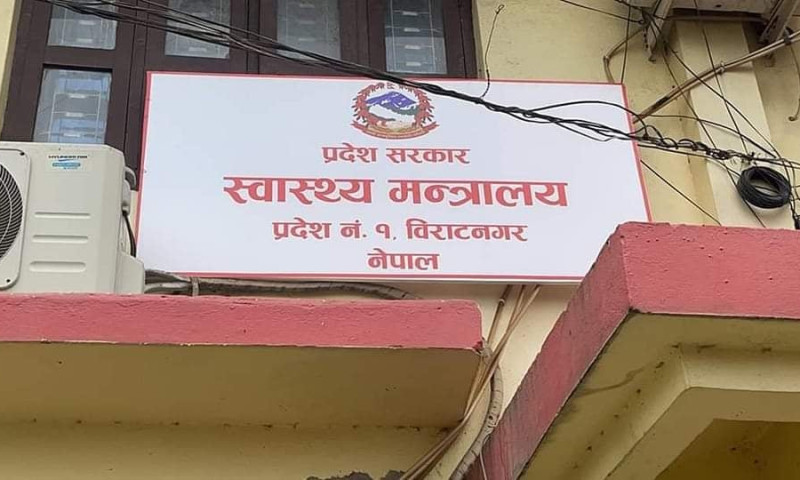 प्रदेश सरकार
स्वास्थ्य मन्त्रालय
प्रदेश नं. १, विराटनगर
नेपाल